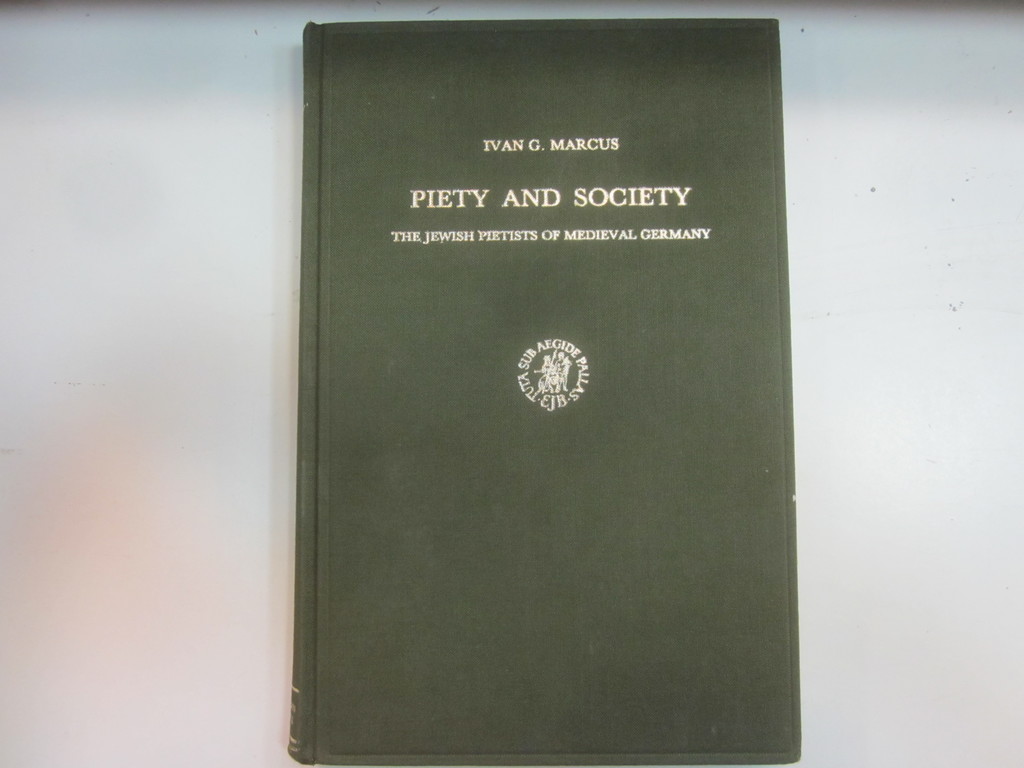 IVAN G. MARCUS
PIETY AND SOCIETY
THE JEWISH PIETISTS OF MEDIEVAL GERMANY
TUTA SUB AEGIDE PALLAS
EJB